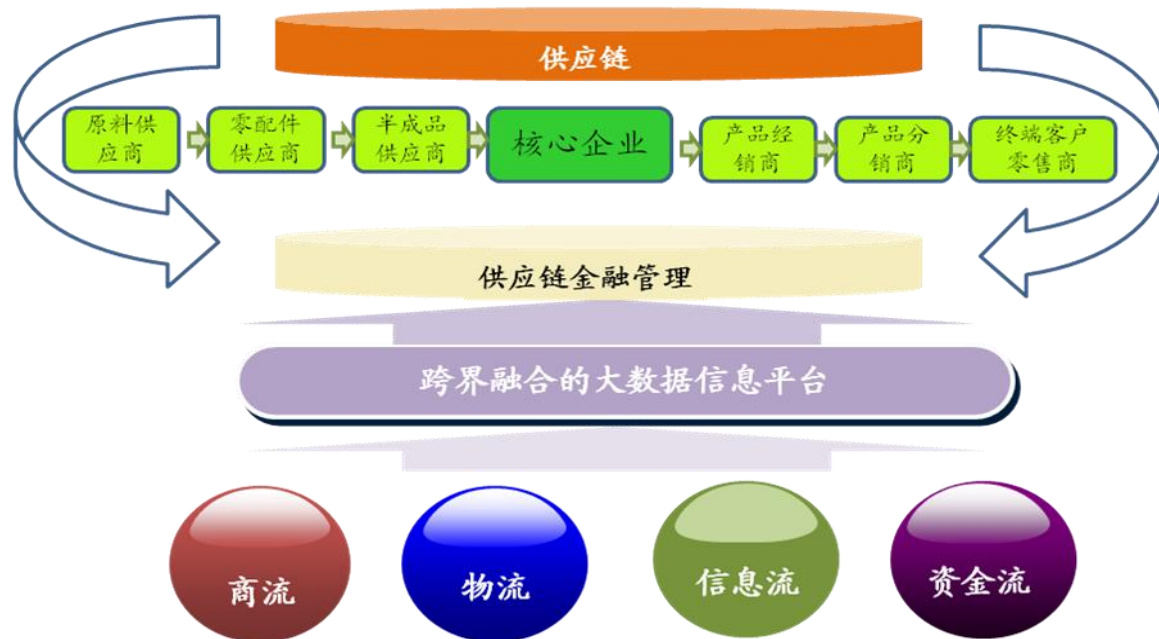 供应链
原料供
应商
零配件
供应商
半成品
供应商
核心企业
产品经
销商
产品分
销商
终端客户
零售商
供应链金融管理
跨界融合的大数据信息平台
商流
物流
信息流
资金流